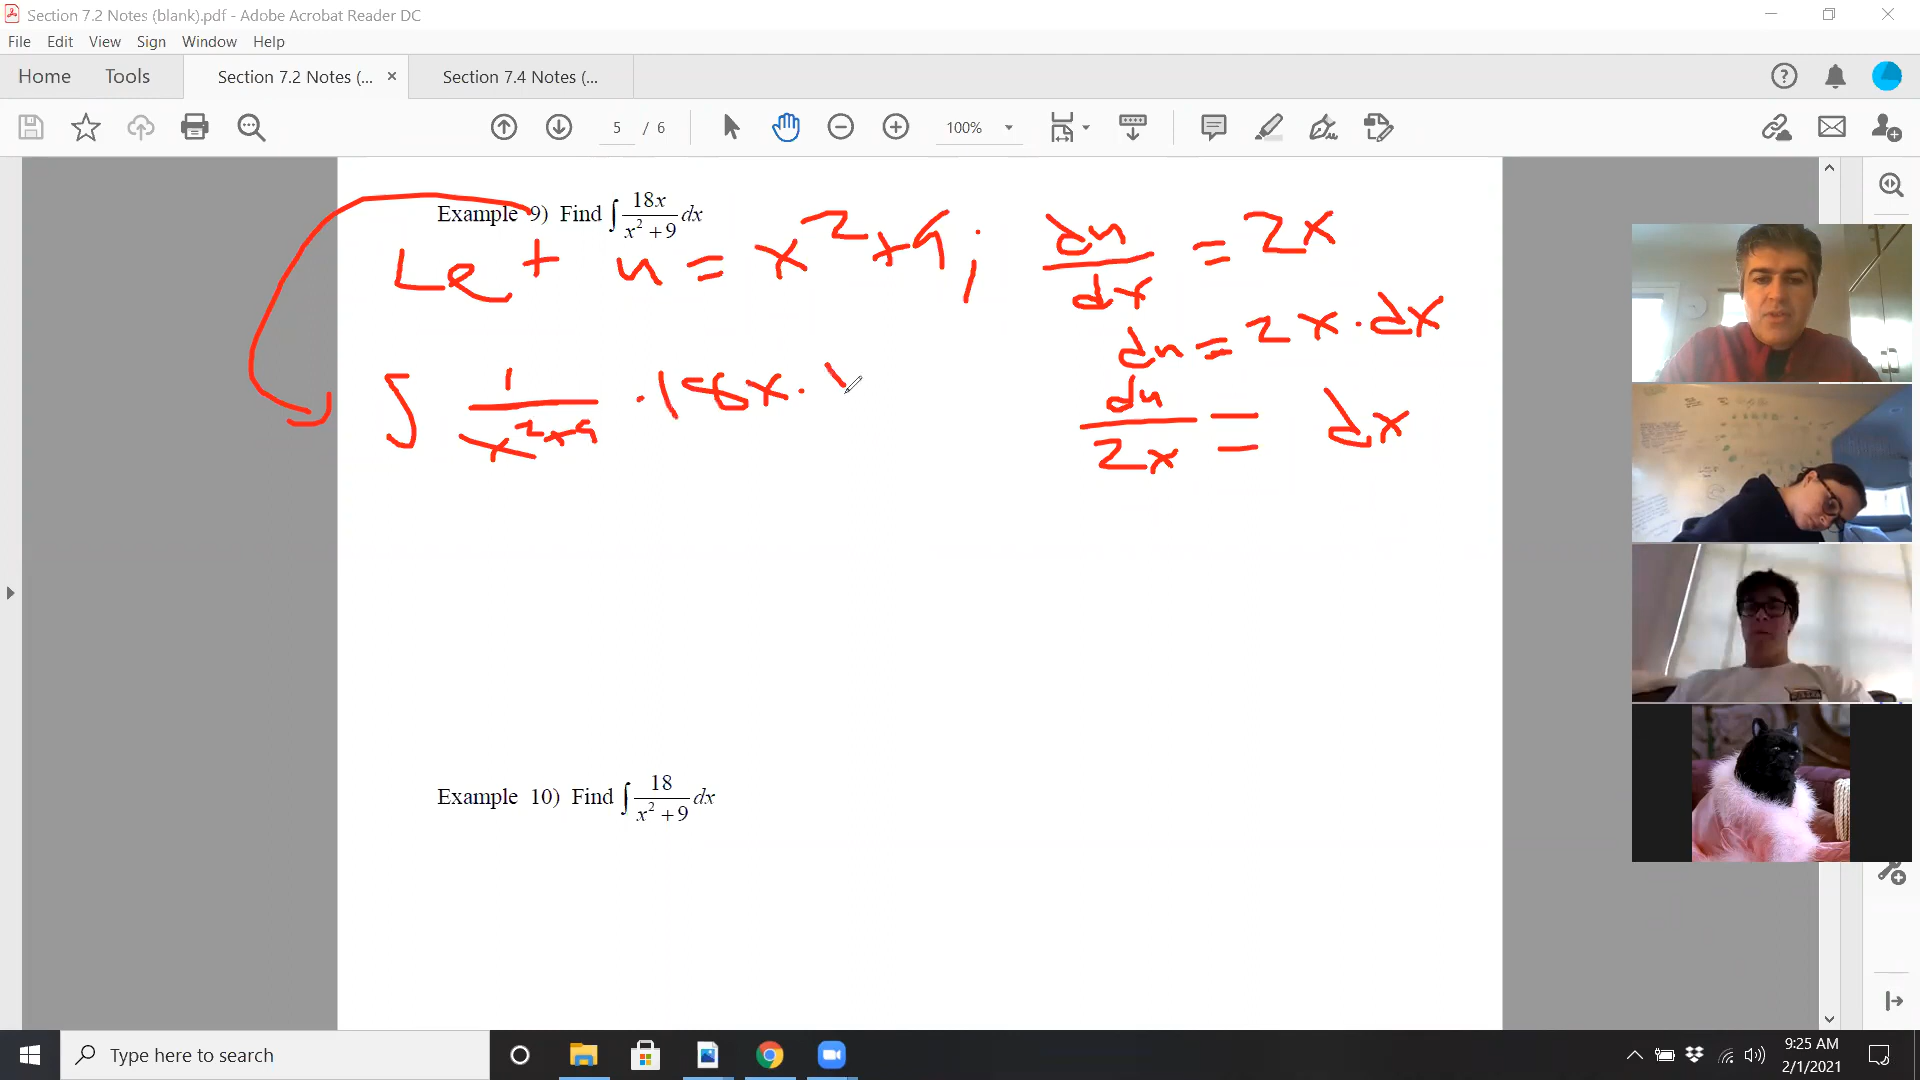 Section 7.2 Notes (blank).pdf - Adobe Acrobat Reader DC
File Edit View Sign Window Help
Home Tools Section 7.2 Notes (... × Section 7.4 Notes (...
5 / 6 100%
Example 9) Find ∫ 18x / (x² + 9) dx
Let u = x² + 9 ; du/dx = 2x
du = 2x · dx
∫ 1 / (x² + 9) · 18x ·
du / 2x = dx
Example 10) Find ∫ 18 / (x² + 9) dx
Type here to search
9:25 AM
2/1/2021